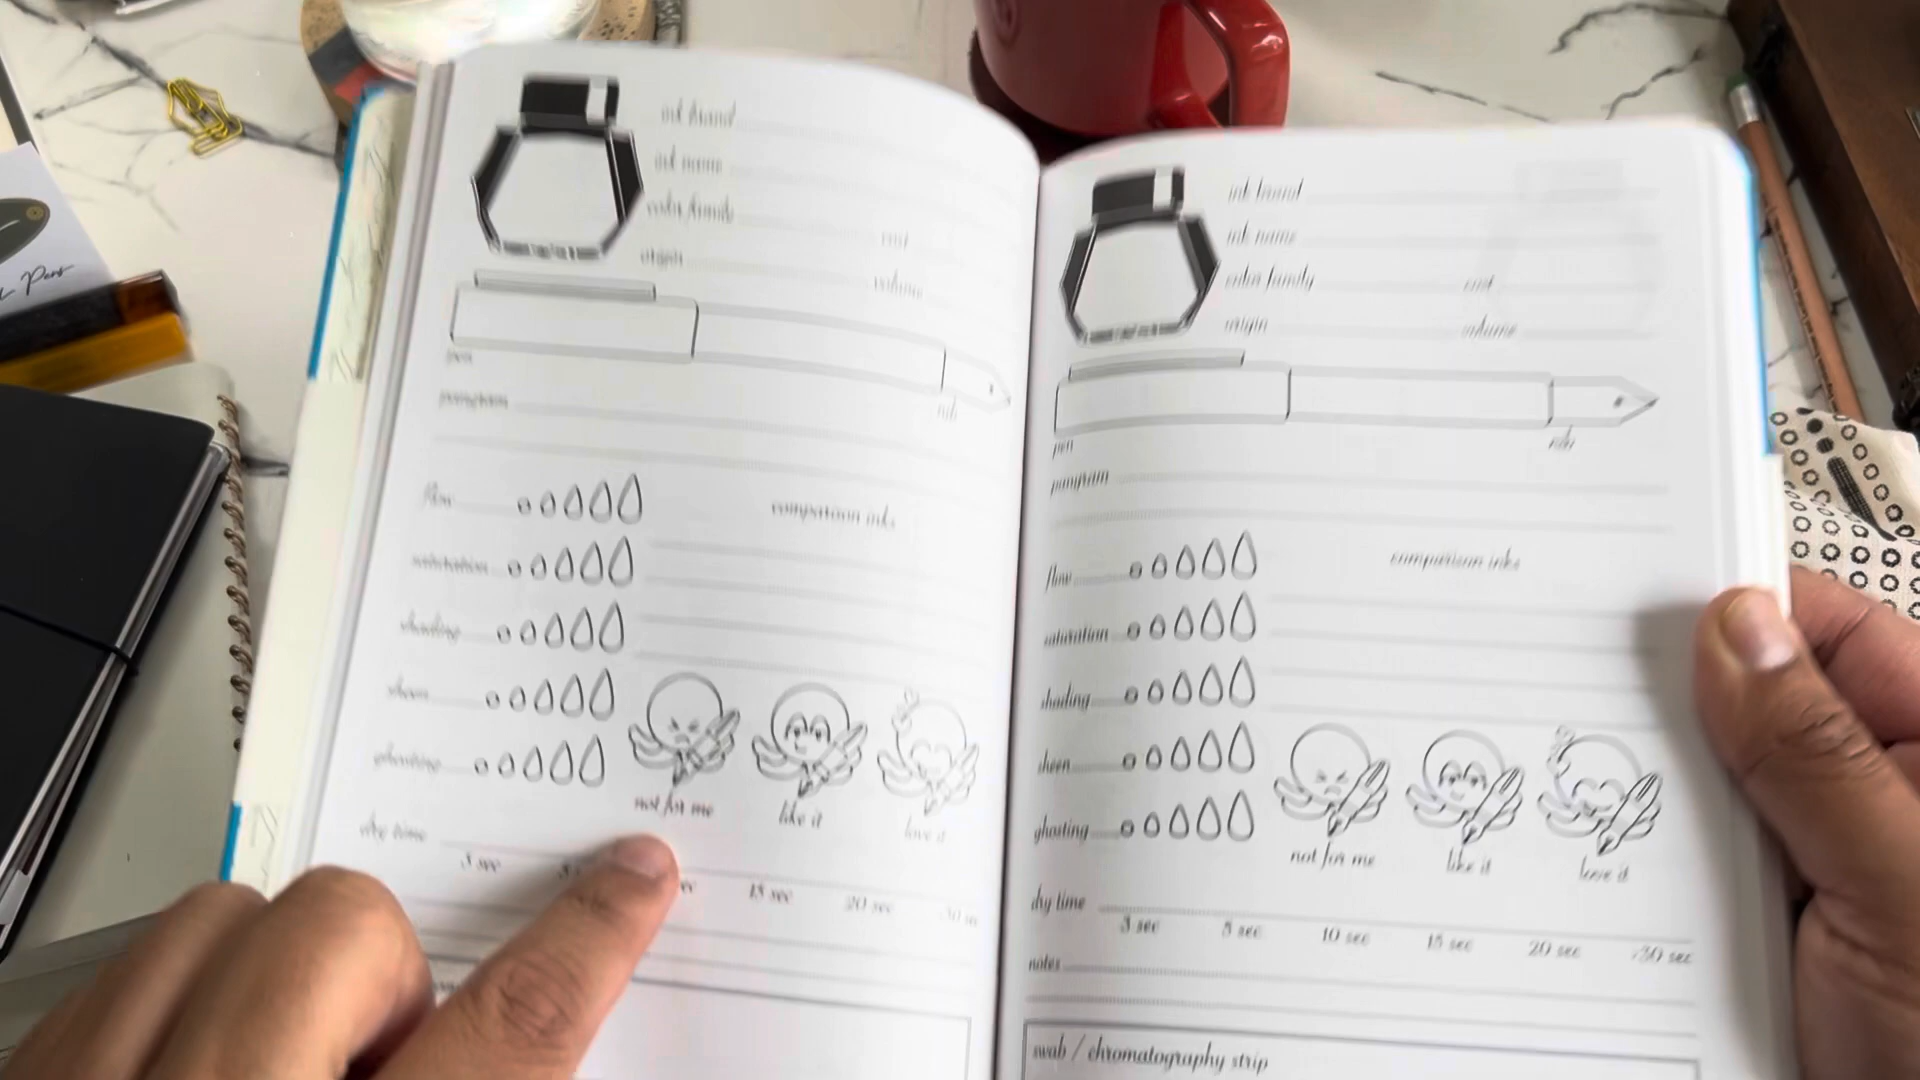 Pen
ink brand
ink name
color family
cost
origin
volume
pen
nib
pangram
flow
comparison inks
saturation
shading
sheen
ghosting
not for me
like it
love it
dry time
3 sec
sec
15 sec
20 sec
ink brand
ink name
color family
cost
origin
volume
pen
nib
pangram
flow
comparison inks
saturation
shading
sheen
ghosting
not for me
like it
love it
dry time
3 sec
5 sec
10 sec
15 sec
20 sec
30 sec
notes
swab / chromatography strip